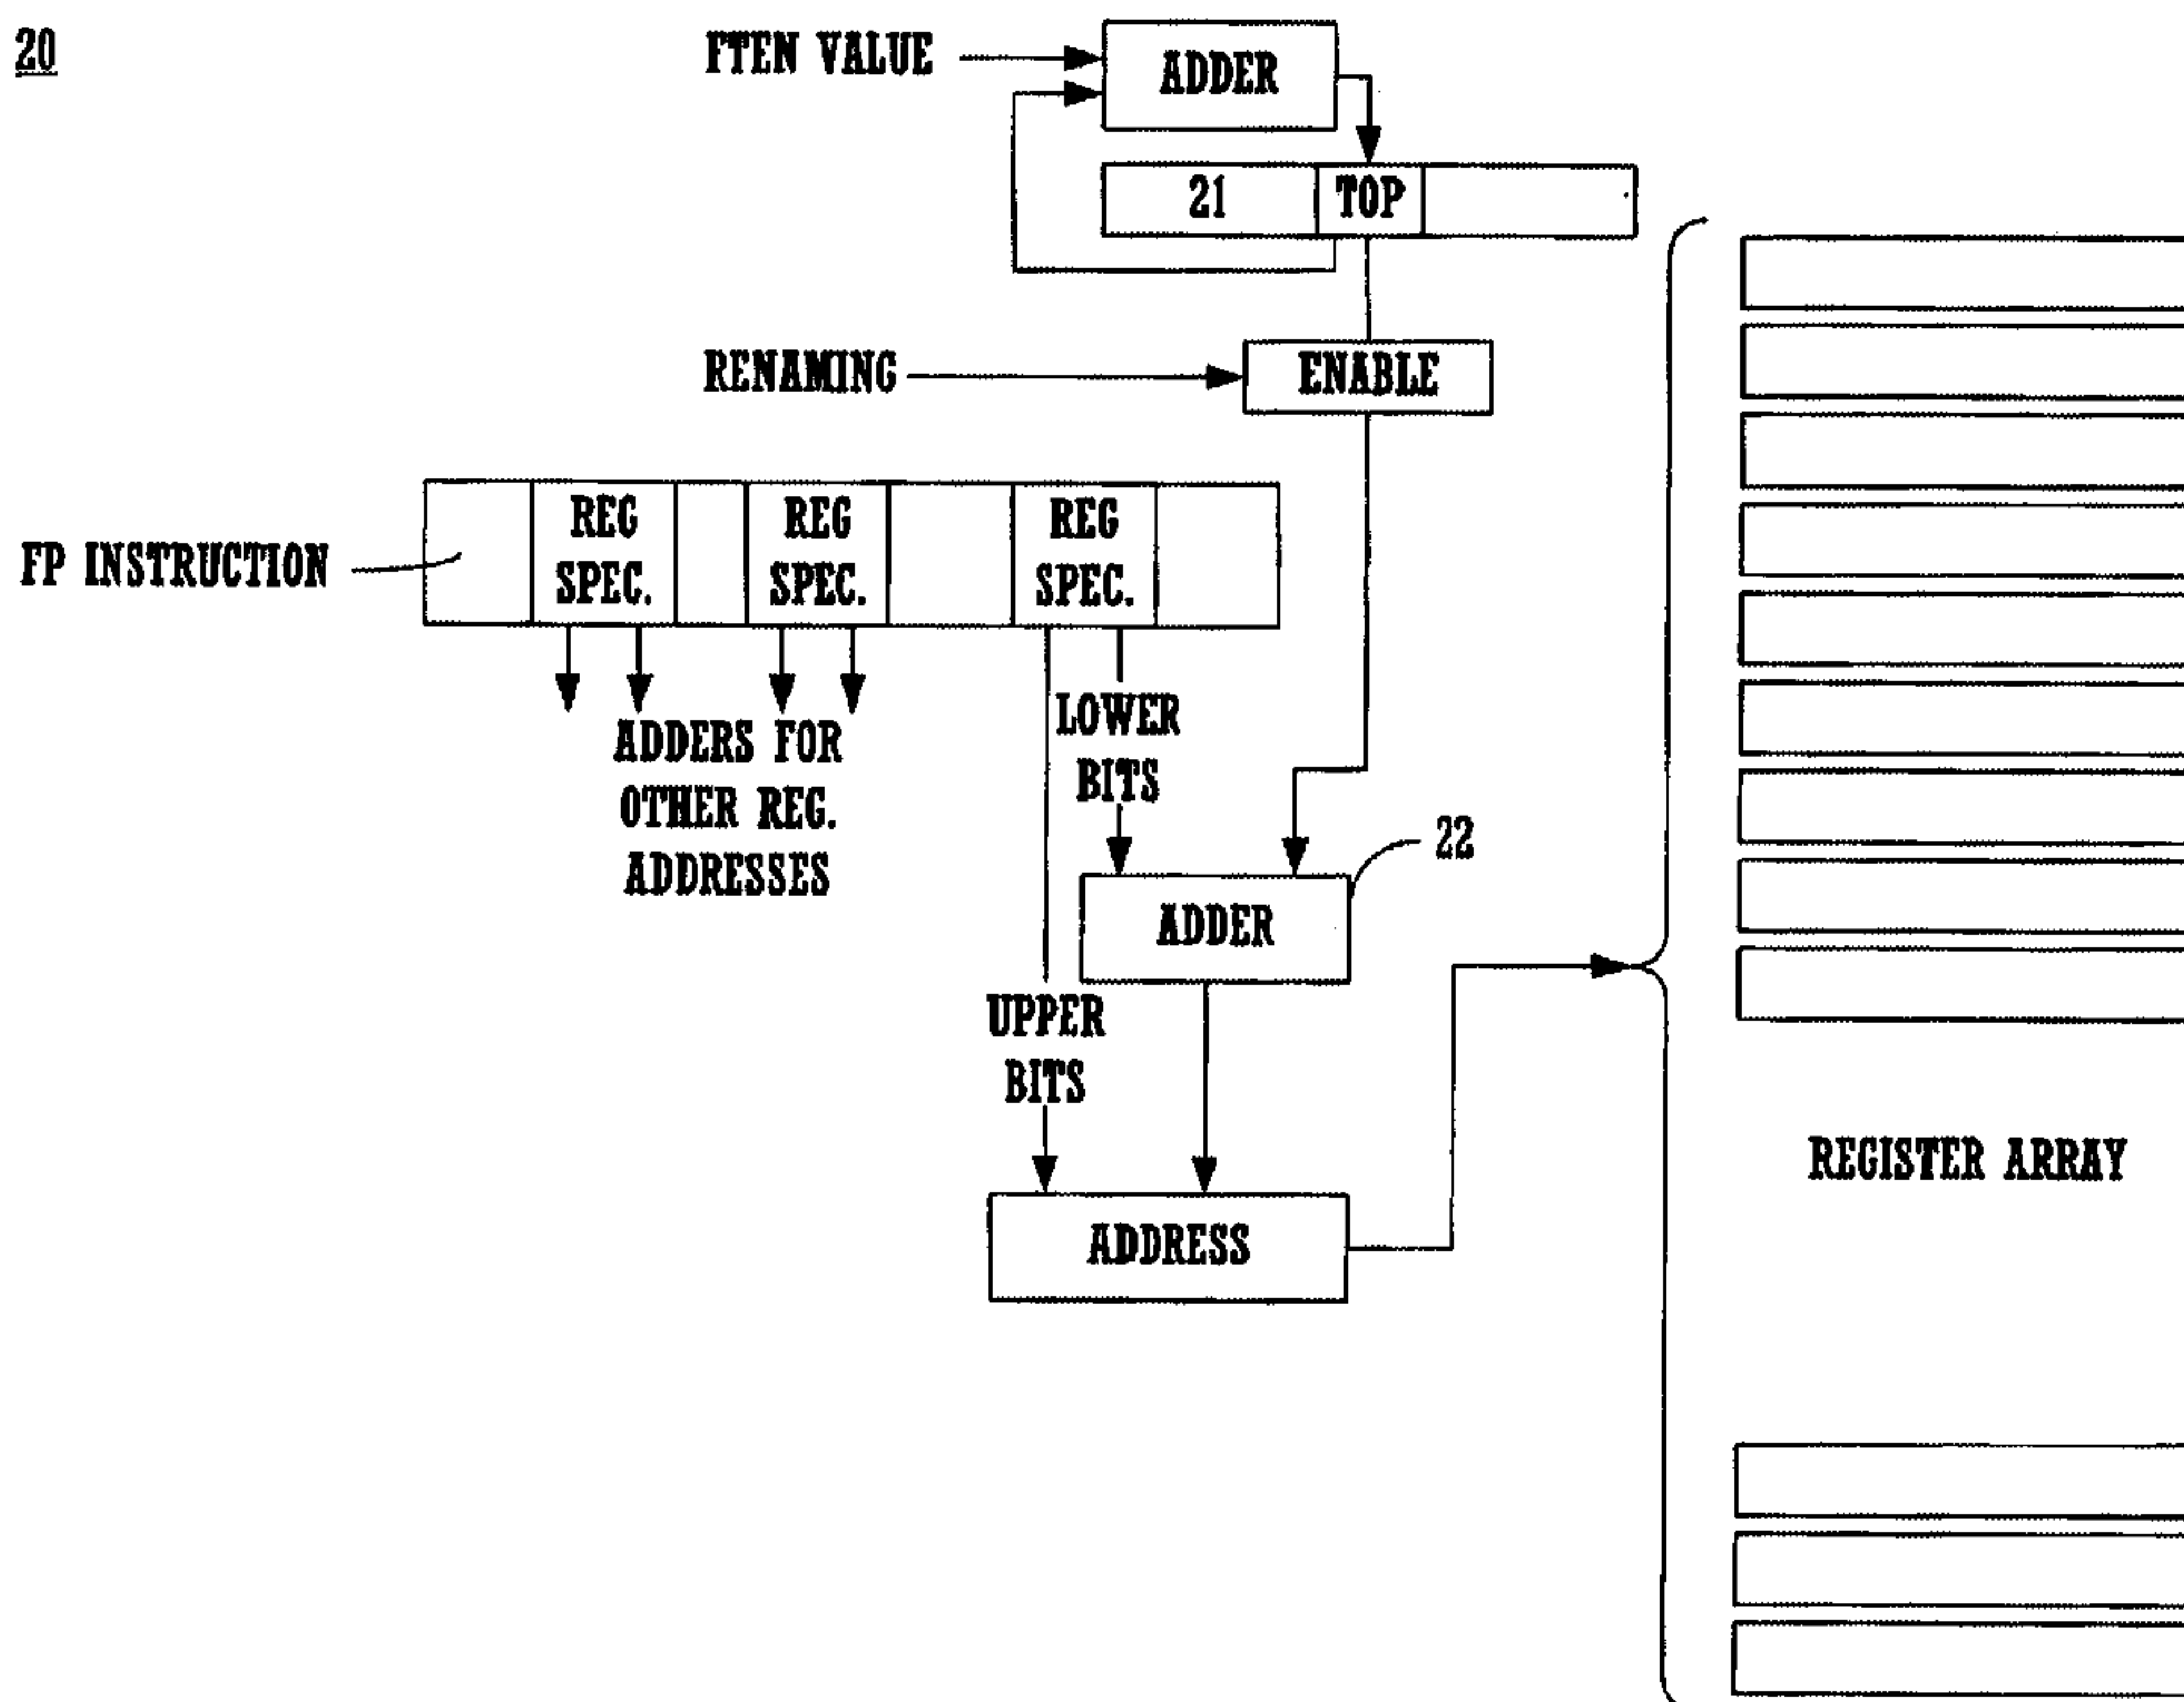 20
FTEN VALUE
ADDER
21
TOP
RENAMING
ENABLE
FP INSTRUCTION
REG
SPEC.
REG
SPEC.
REG
SPEC.
ADDERS FOR
OTHER REG.
ADDRESSES
LOWER
BITS
22
ADDER
UPPER
BITS
ADDRESS
REGISTER ARRAY